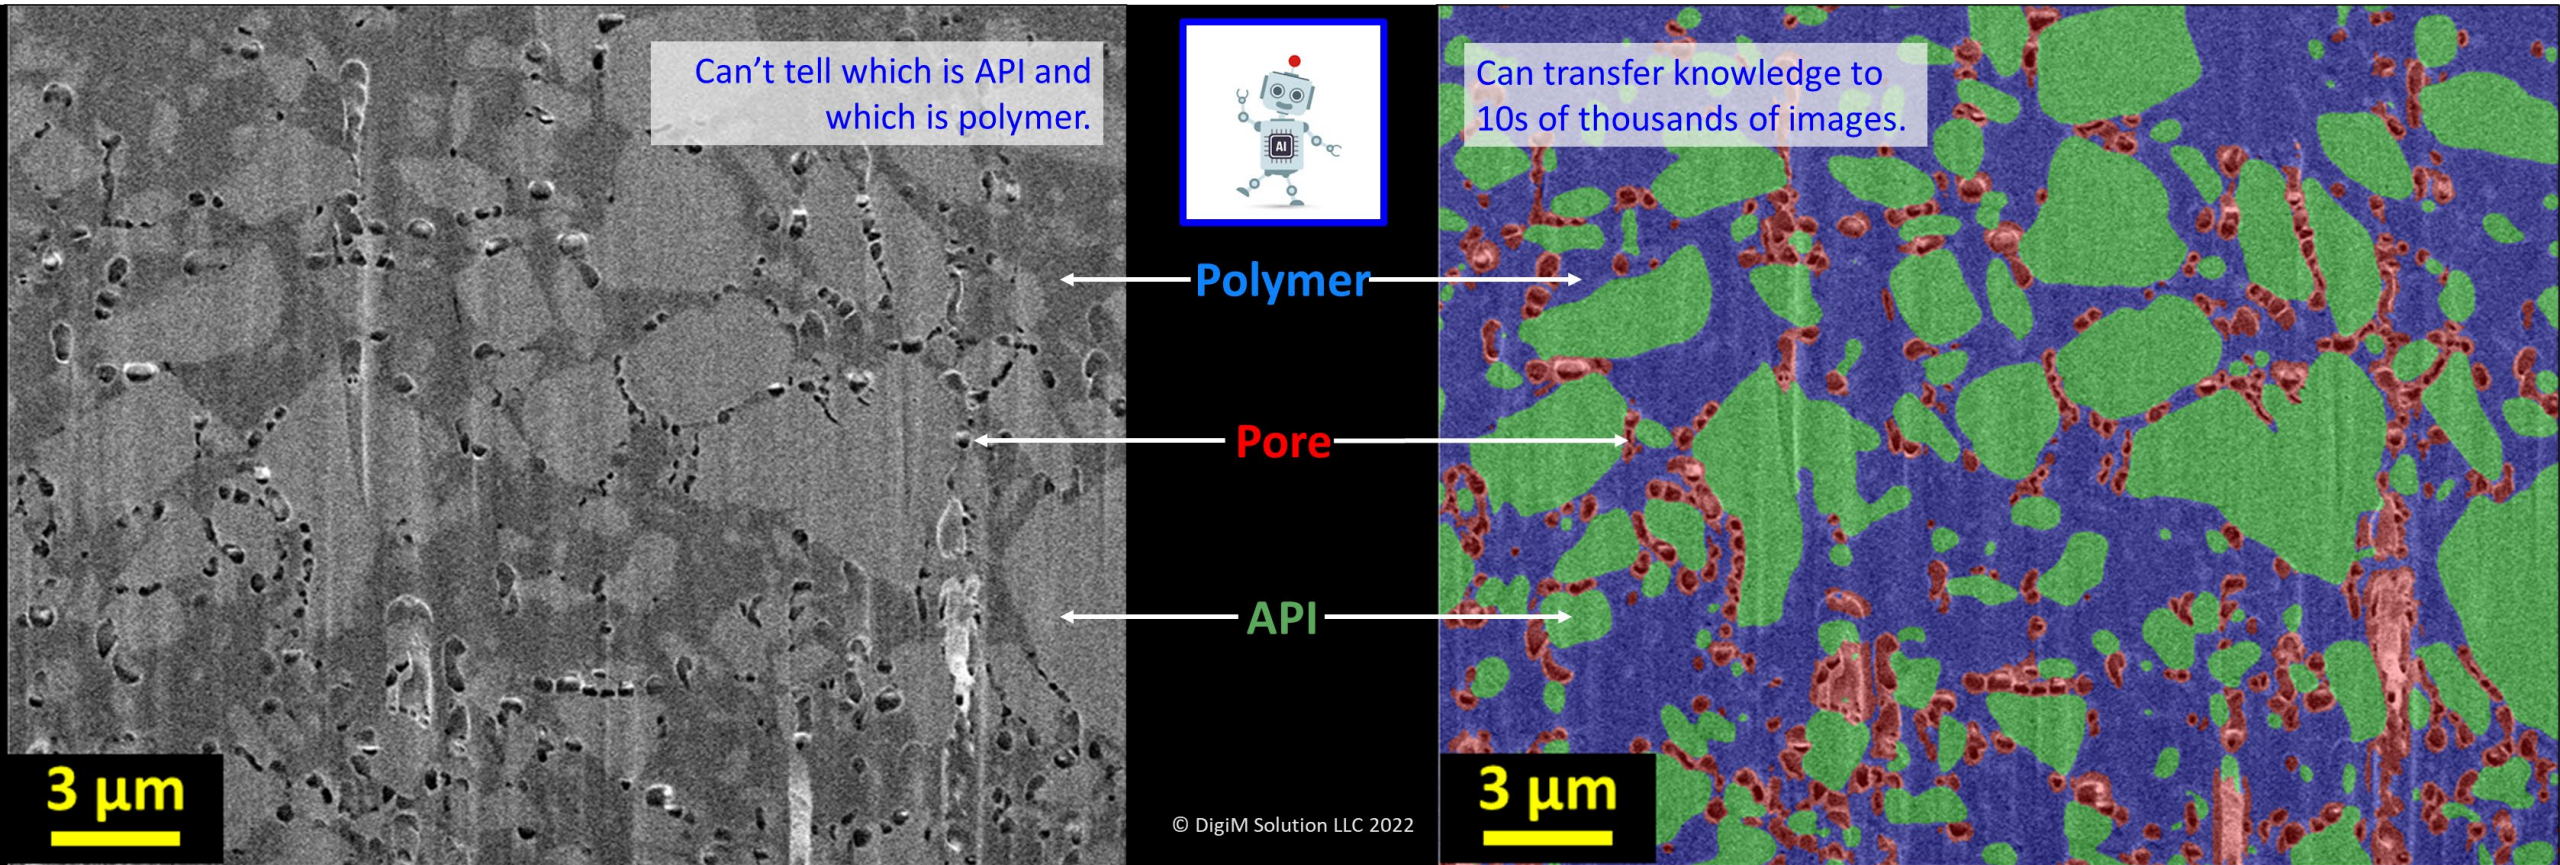 Can’t tell which is API and
which is polymer.
AI
Can transfer knowledge to
10s of thousands of images.
Polymer
Pore
API
3 µm
© DigiM Solution LLC 2022
3 µm